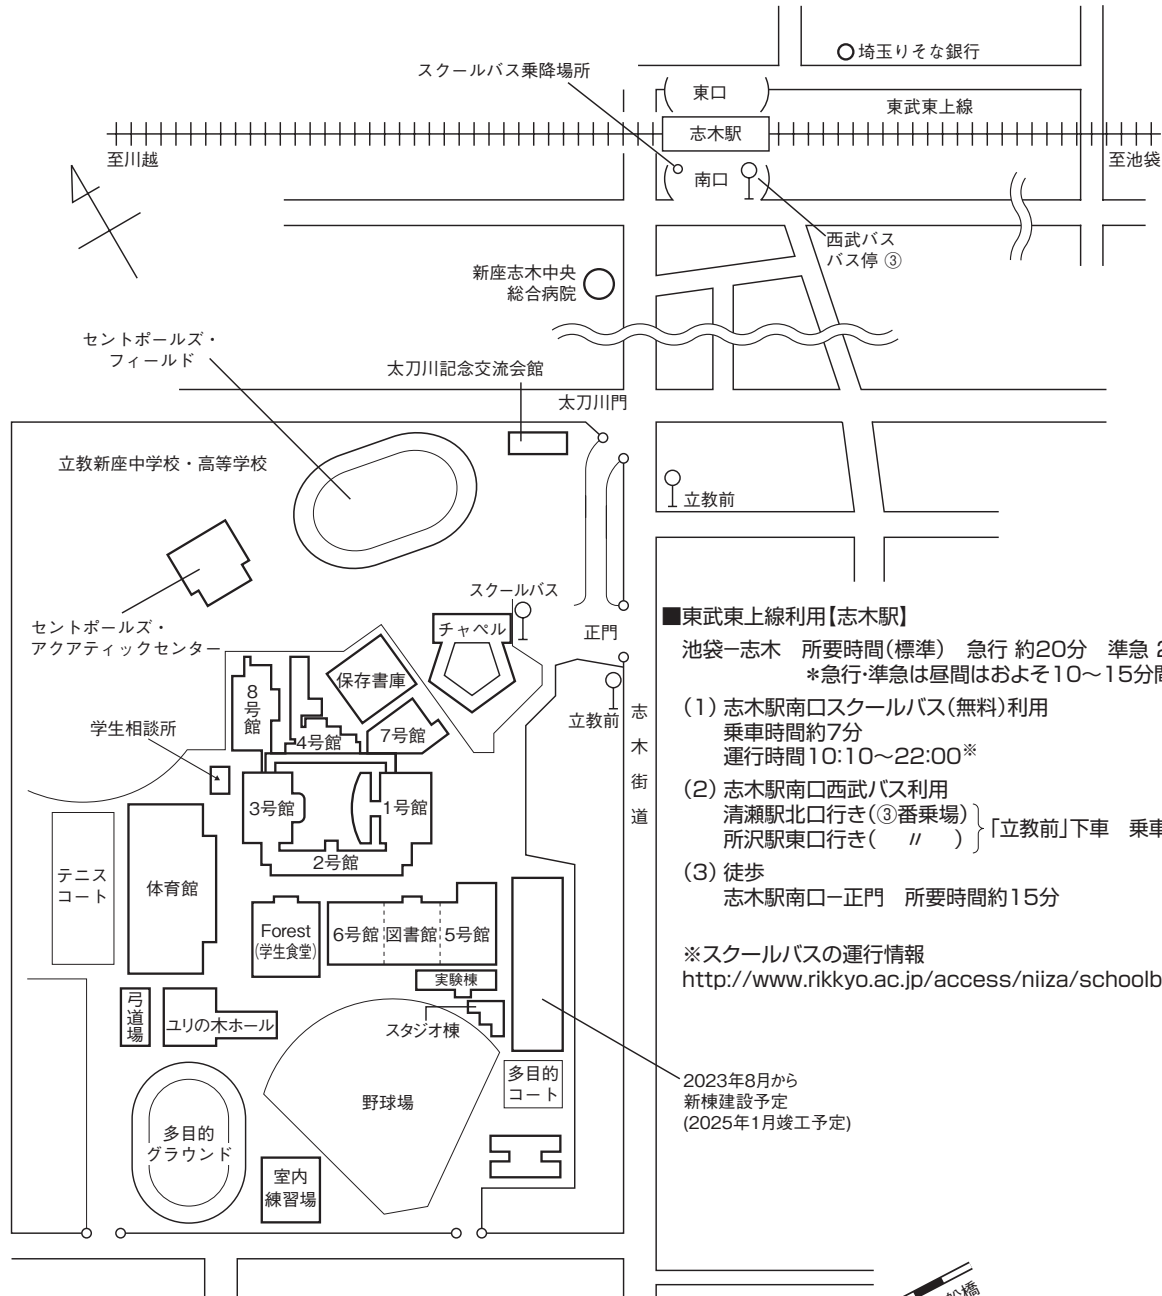 埼玉りそな銀行
スクールバス乗降場所
東口
東武東上線
志木駅
至川越
至池袋
南口
西武バス
バス停 ③
新座志木中央
総合病院
セントポールズ・
フィールド
太刀川記念交流会館
太刀川門
立教新座中学校・高等学校
立教前
スクールバス
セントポールズ・
アクアティックセンター
チャペル
正門
保存書庫
8号館
4号館
7号館
立教前
志木街道
学生相談所
3号館
1号館
2号館
テニス
コート
体育館
Forest
(学生食堂)
6号館
図書館
5号館
実験棟
弓道場
ユリの木ホール
スタジオ棟
多目的
コート
野球場
多目的
グラウンド
室内
練習場
2023年8月から
新棟建設予定
(2025年1月竣工予定)
■東武東上線利用【志木駅】
池袋−志木　所要時間(標準)　急行 約20分　準急 2
＊急行・準急は昼間はおよそ10〜15分間
(1) 志木駅南口スクールバス(無料)利用
乗車時間約7分
運行時間10:10〜22:00※
(2) 志木駅南口西武バス利用
清瀬駅北口行き(③番乗場)
所沢駅東口行き(　〃　)
「立教前」下車　乗車
(3) 徒歩
志木駅南口−正門　所要時間約15分
※スクールバスの運行情報
http://www.rikkyo.ac.jp/access/niiza/schoolb